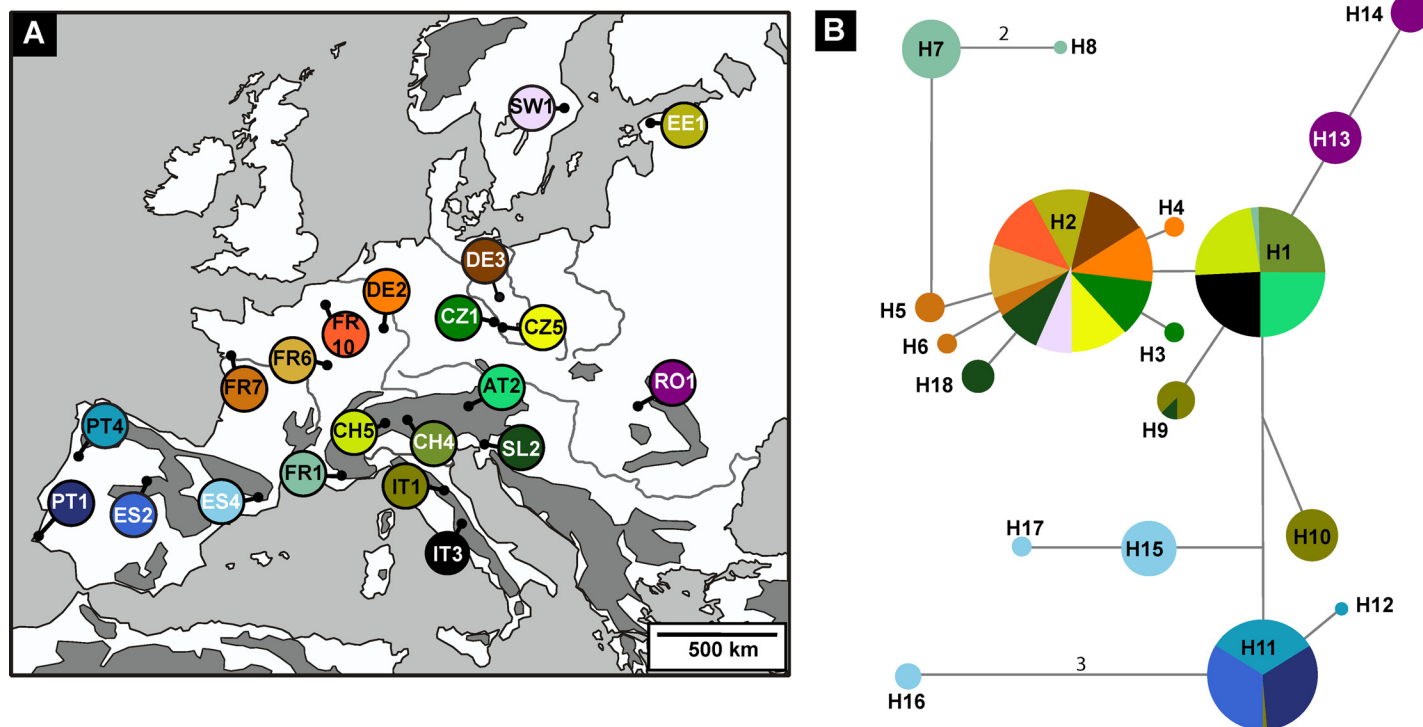 A
SW1
EE1
DE3
DE2
CZ1
CZ5
FR
10
FR6
FR7
AT2
RO1
PT4
CH5
CH4
SL2
FR1
IT1
PT1
ES2
ES4
IT3
500 km
B
H14
H7
2
H8
H13
H2
H4
H1
H5
H6
H3
H18
H9
H17
H15
H10
H12
H11
3
H16